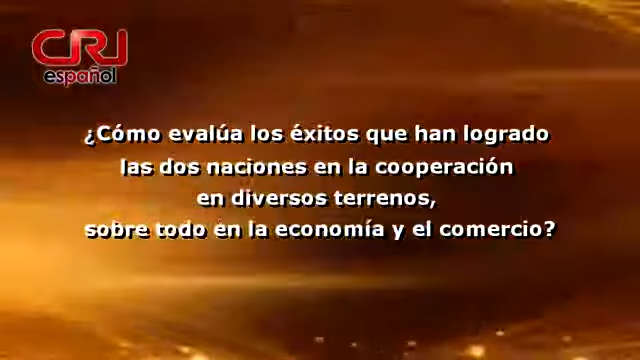 CRI
español
¿Cómo evalúa los éxitos que han logrado
las dos naciones en la cooperación
en diversos terrenos,
sobre todo en la economía y el comercio?